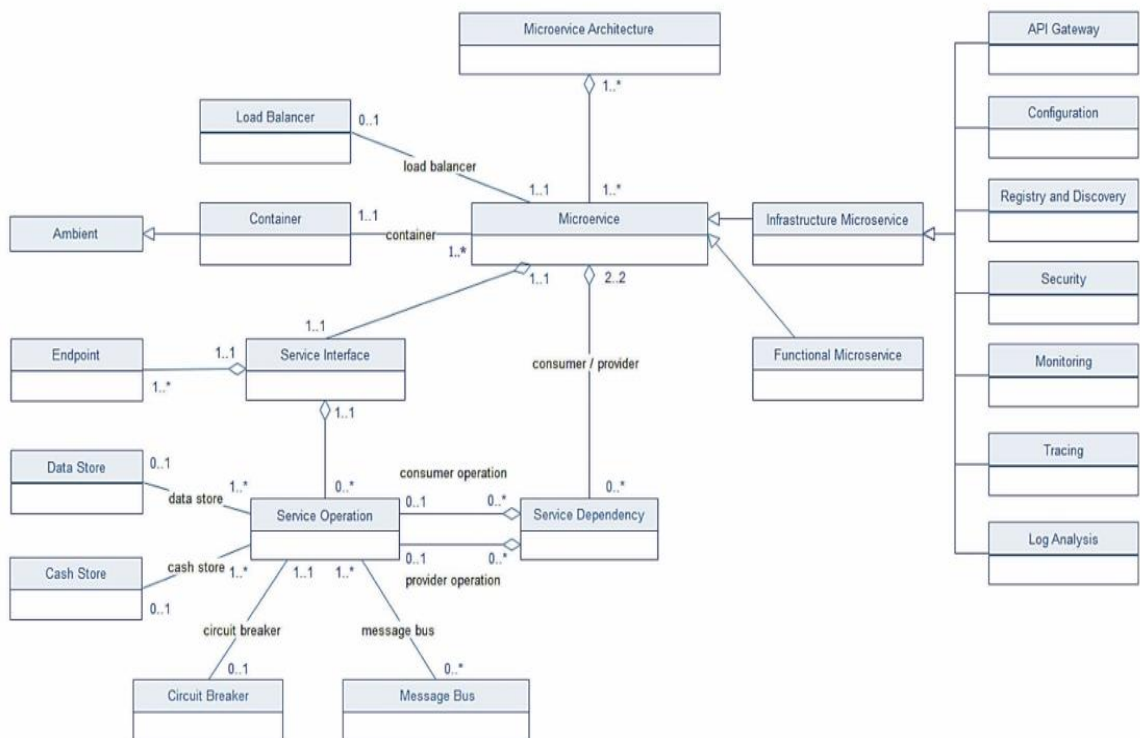 Microervice Architecture
1..*
API Gateway
Load Balancer
0..1
load balancer
Configuration
1..1
1..*
Ambient
Container
1..1
container
1..*
Microervice
Infrastructure Microservice
Registry and Discovery
1..1
2..2
Security
1..1
Endpoint
1..1
1..*
Service Interface
consumer / provider
Functional Microservice
Monitoring
1..1
Data Store
0..1
1..*
data store
0..*
consumer operation
0..*
Tracing
Service Operation
0..1
0..*
Service Dependency
Cash Store
cash store
1..*
0..1
1..1
1..*
0..1
0..*
provider operation
Log Analysis
circuit breaker
message bus
0..1
0..*
Circuit Breaker
Message Bus